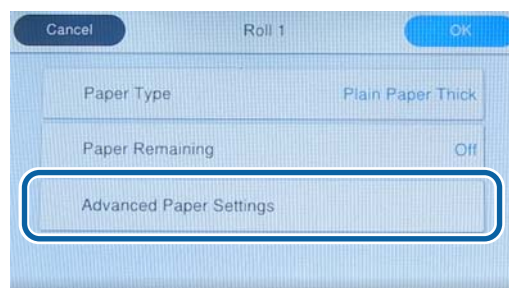 Cancel Roll 1 OK
Paper Type Plain Paper Thick
Paper Remaining Off
Advanced Paper Settings